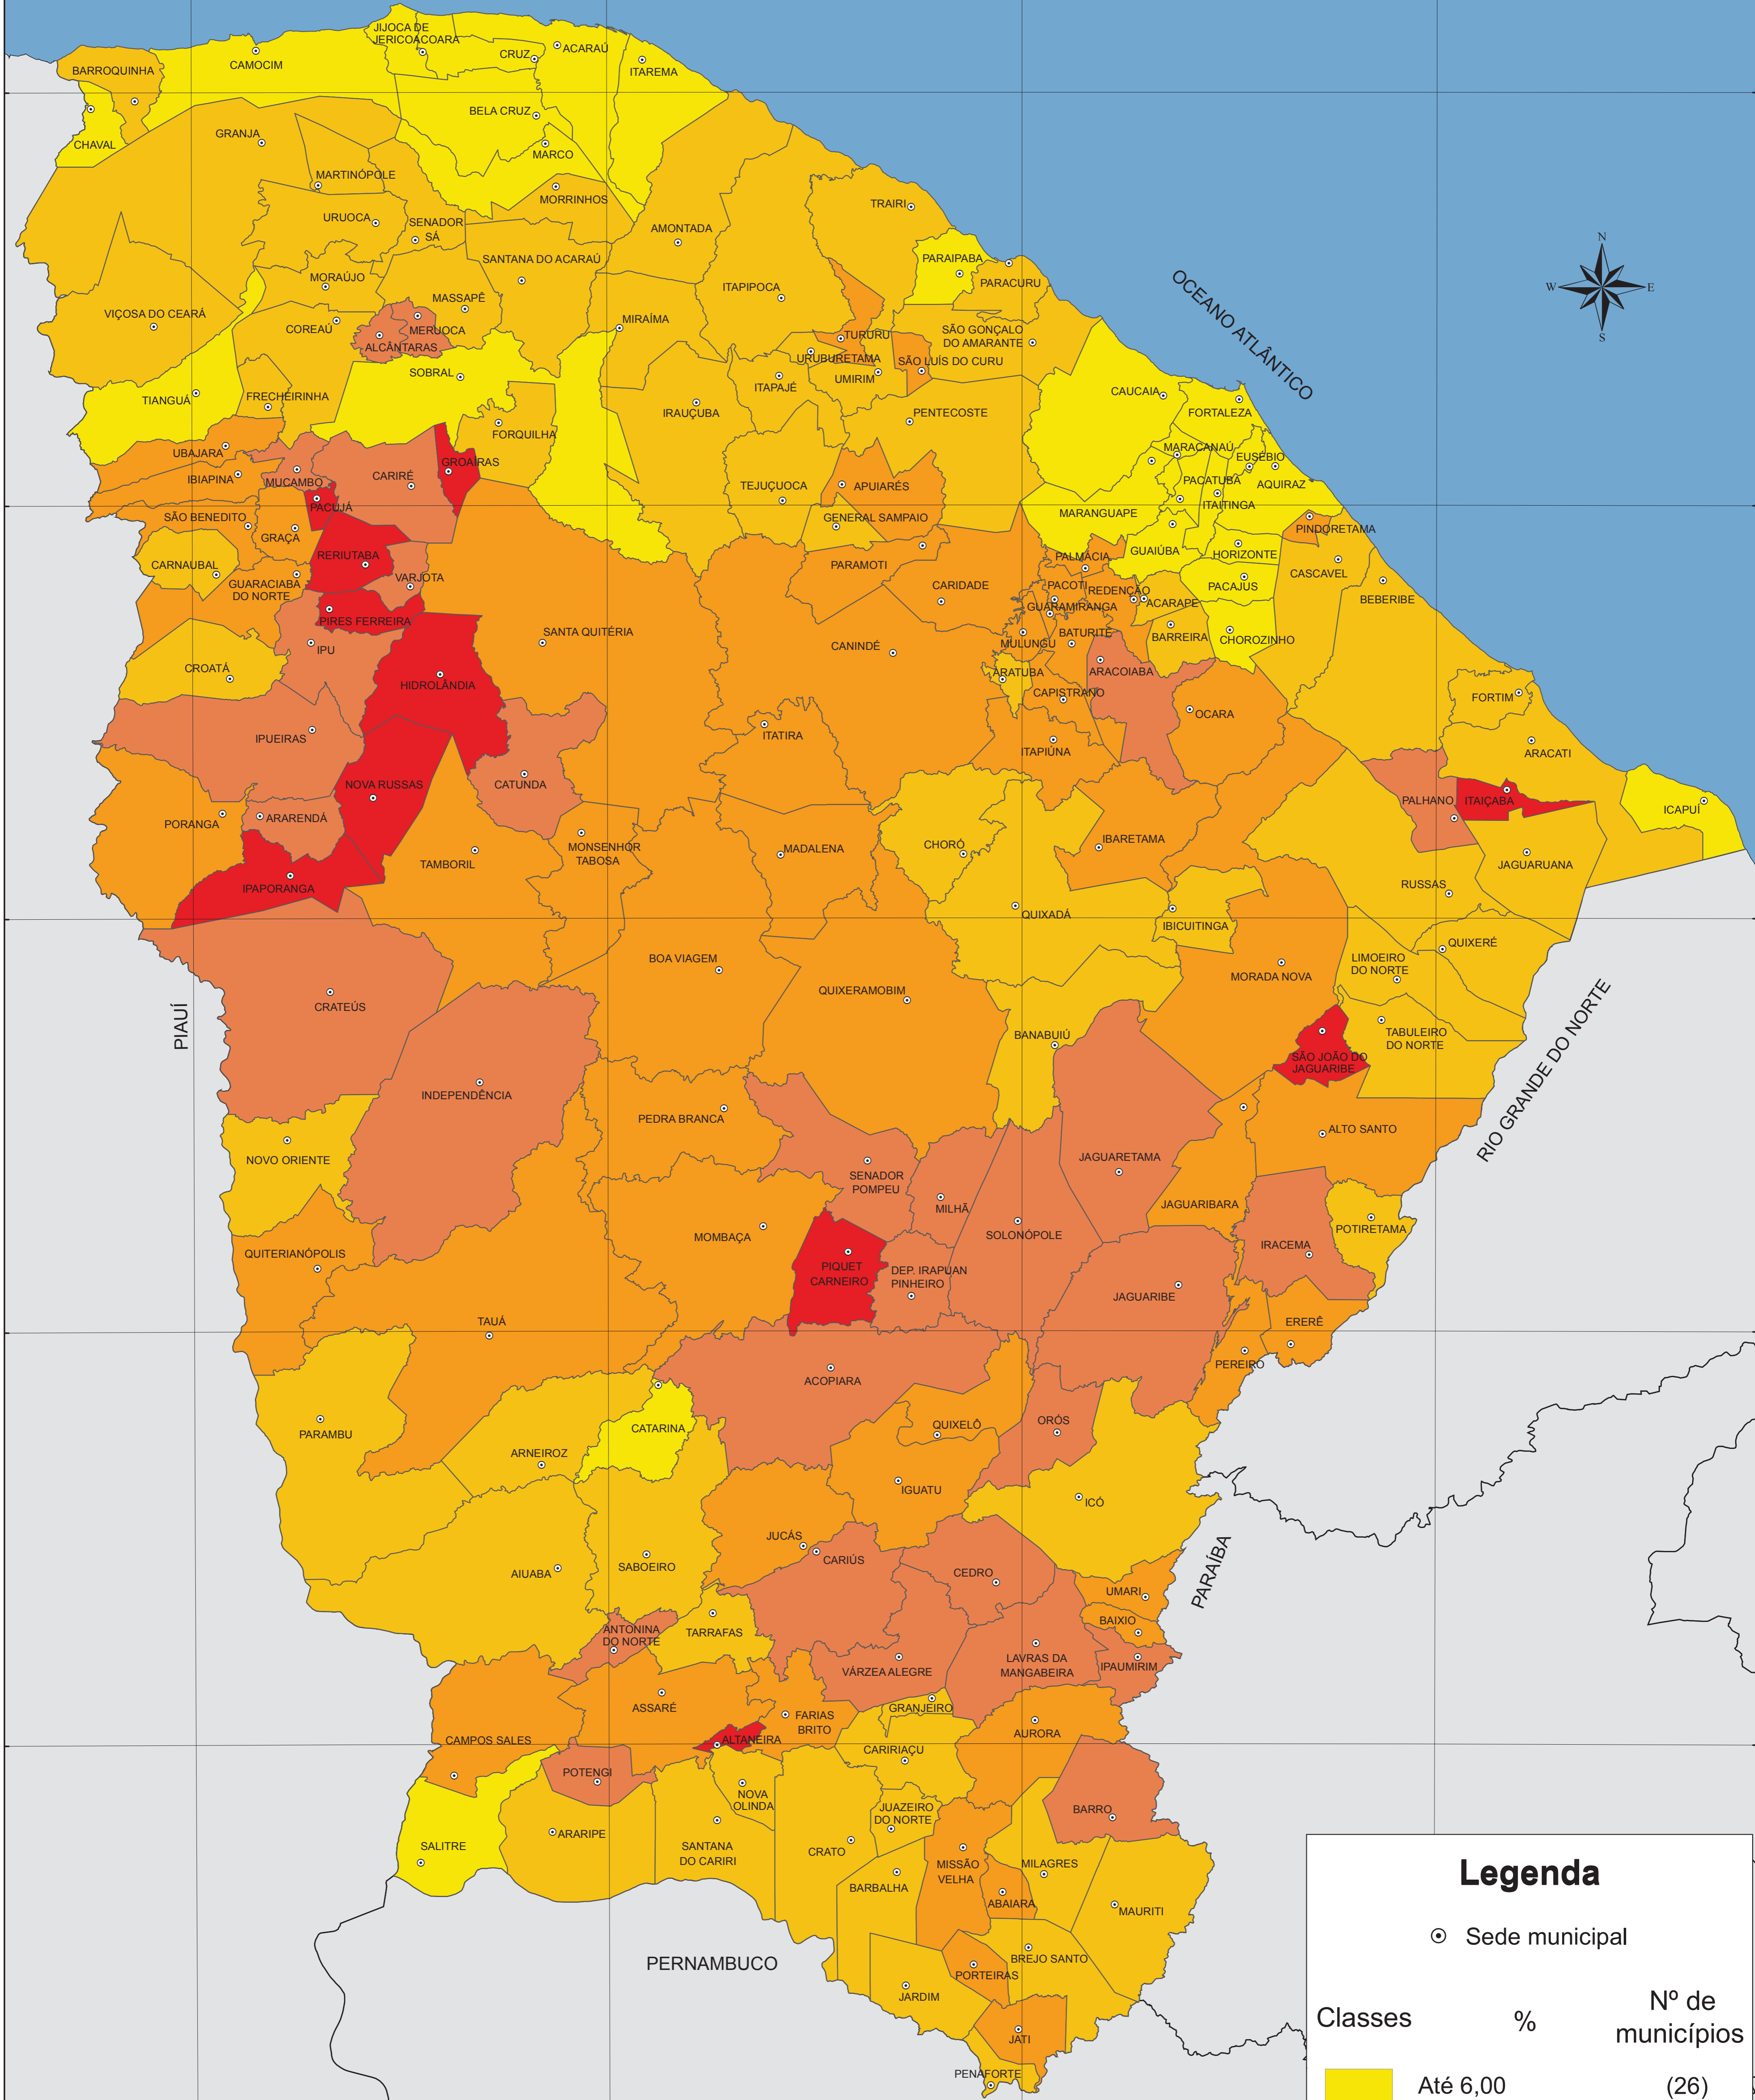 JIJOCA DE
JERICOACOARA
CRUZ
ACARAÚ
BARROQUINHA
CAMOCIM
ITAREMA
BELA CRUZ
CHAVAL
GRANJA
MARCO
MARTINÓPOLE
MORRINHOS
TRAIRI
URUOCA
SENADOR
SÁ
AMONTADA
N
W
E
S
PARAIPABA
SANTANA DO ACARAÚ
MORAÚJO
ITAPIPOCA
PARACURU
OCEANO ATLÂNTICO
MASSAPÊ
VIÇOSA DO CEARÁ
MIRAÍMA
COREAÚ
MERUOCA
SÃO GONÇALO
DO AMARANTE
TURURU
ALCÂNTARAS
URUBURETAMA
SÃO LUÍS DO CURU
SOBRAL
ITAPAJÉ
UMIRIM
CAUCAIA
TIANGUÁ
FRECHEIRINHA
IRAUÇUBA
PENTECOSTE
FORTALEZA
FORQUILHA
MARACANAÚ
UBAJARA
EUSÉBIO
GROAÍRAS
CARIRÉ
IBIAPINA
MUCAMBO
PACATUBA
AQUIRAZ
TEJUÇUOCA
APUIARÉS
ITAITINGA
PACUJÁ
MARANGUAPE
SÃO BENEDITO
GENERAL SAMPAIO
PINDORETAMA
GRAÇA
RERIUTABA
PALMÁCIA
GUAIÚBA
HORIZONTE
CARNAUBAL
PARAMOTI
CASCAVEL
VARJOTA
GUARACIABA
DO NORTE
CARIDADE
PACOTI
REDENÇÃO
PACAJUS
BEBERIBE
ACARAPE
GUARAMIRANGA
PIRES FERREIRA
SANTA QUITÉRIA
BATURITÉ
BARREIRA
CHOROZINHO
MULUNGU
CANINDÉ
IPU
CROATÁ
ARATUBA
ARACOIABA
HIDROLÂNDIA
CAPISTRANO
FORTIM
OCARA
IPUEIRAS
ITATIRA
ITAPIÚNA
ARACATI
NOVA RUSSAS
CATUNDA
PALHANO
ITAIÇABA
ICAPUÍ
ARARENDÁ
PORANGA
MONSENHOR
TABOSA
IBARETAMA
CHORÓ
MADALENA
TAMBORIL
JAGUARUANA
IPAPORANGA
RUSSAS
QUIXADÁ
IBICUITINGA
QUIXERÉ
BOA VIAGEM
LIMOEIRO
DO NORTE
MORADA NOVA
QUIXERAMOBIM
CRATEÚS
PIAUÍ
BANABUIÚ
TABULEIRO
DO NORTE
SÃO JOÃO DO
JAGUARIBE
RIO GRANDE DO NORTE
INDEPENDÊNCIA
PEDRA BRANCA
ALTO SANTO
NOVO ORIENTE
SENADOR
POMPEU
JAGUARETAMA
MILHÃ
JAGUARIBARA
POTIRETAMA
MOMBAÇA
SOLONÓPOLE
IRACEMA
QUITERIANÓPOLIS
PIQUET
CARNEIRO
DEP. IRAPUAN
PINHEIRO
JAGUARIBE
TAUÁ
ERERÊ
PEREIRO
ACOPIARA
QUIXELÔ
ORÓS
PARAMBU
CATARINA
ARNEIROZ
IGUATU
ICÓ
JUCÁS
CARIÚS
PARAÍBA
AIUABA
SABOEIRO
CEDRO
UMARI
BAIXIO
ANTONINA
DO NORTE
TARRAFAS
LAVRAS DA
MANGABEIRA
IPAUMIRIM
VÁRZEA ALEGRE
ASSARÉ
GRANJEIRO
FARIAS
BRITO
AURORA
CAMPOS SALES
ALTANEIRA
CARIRIAÇU
POTENGI
NOVA
OLINDA
JUAZEIRO
DO NORTE
BARRO
ARARIPE
SALITRE
SANTANA
DO CARIRI
CRATO
MISSÃO
VELHA
MILAGRES
BARBALHA
ABAIARA
MAURITI
BREJO SANTO
PERNAMBUCO
PORTEIRAS
JARDIM
JATI
PENAFORTE
Legenda
Sede municipal
Classes
%
Nº de
municípios
Até 6,00
(26)